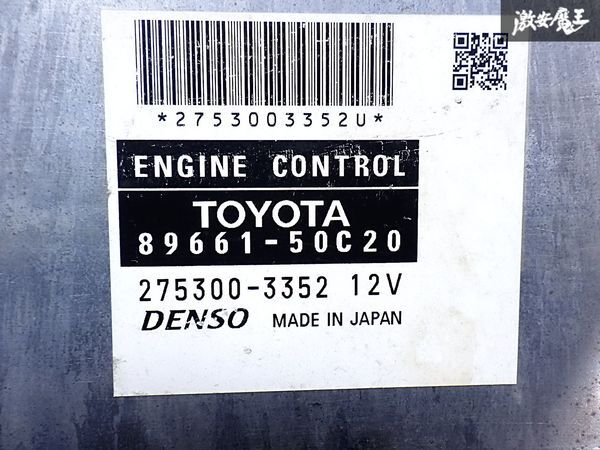 激安魔王
*2753003352U*
ENGINE CONTROL
TOYOTA
89661-50C20
275300-3352 12V
DENSO MADE IN JAPAN